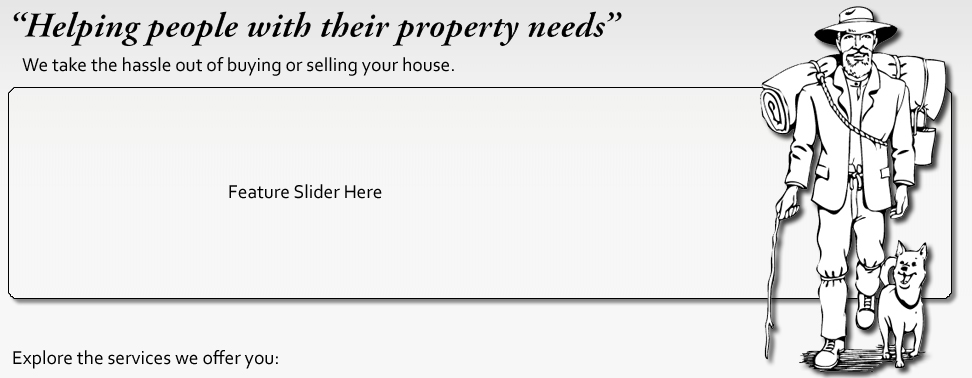 “Helping people with their property needs”
We take the hassle out of buying or selling your house.
Feature Slider Here
Explore the services we offer you: